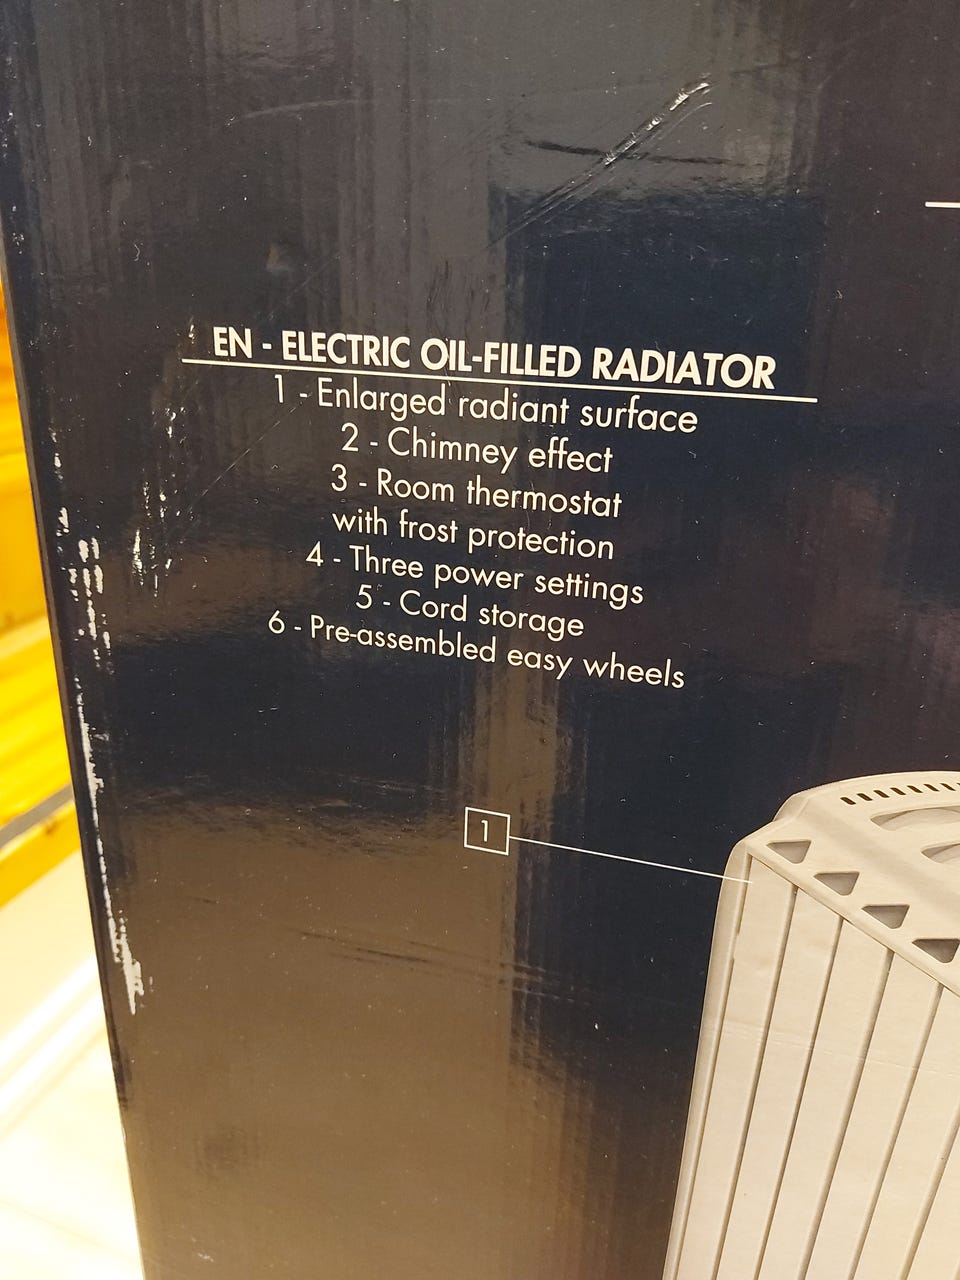 EN - ELECTRIC OIL-FILLED RADIATOR
1 - Enlarged radiant surface
2 - Chimney effect
3 - Room thermostat
with frost protection
4 - Three power settings
5 - Cord storage
6 - Pre-assembled easy wheels
1